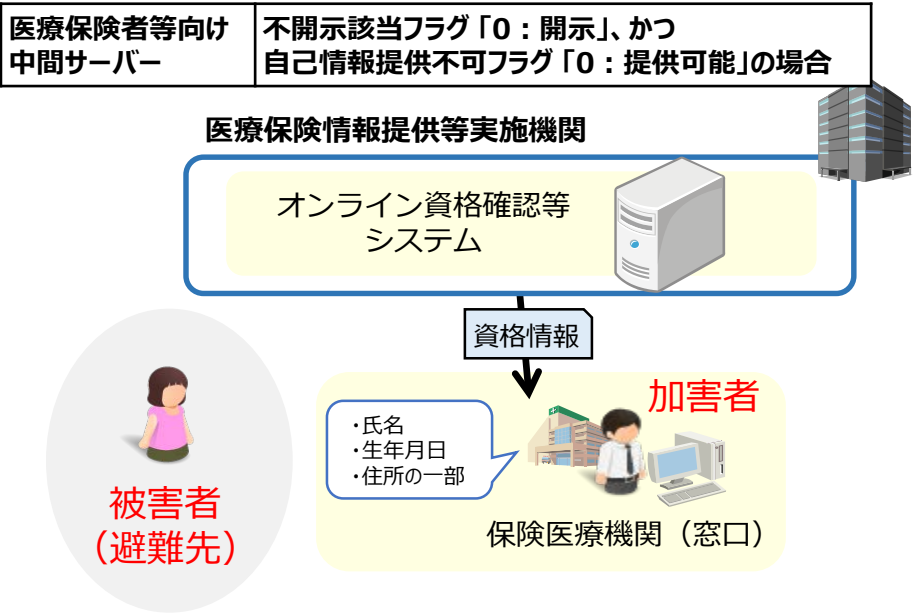 医療保険者等向け
中間サーバー
不開示該当フラグ「0：開示」、かつ
自己情報提供不可フラグ「0：提供可能」の場合
医療保険情報提供等実施機関
オンライン資格確認等
システム
資格情報
加害者
・氏名
・生年月日
・住所の一部
被害者
（避難先）
保険医療機関（窓口）